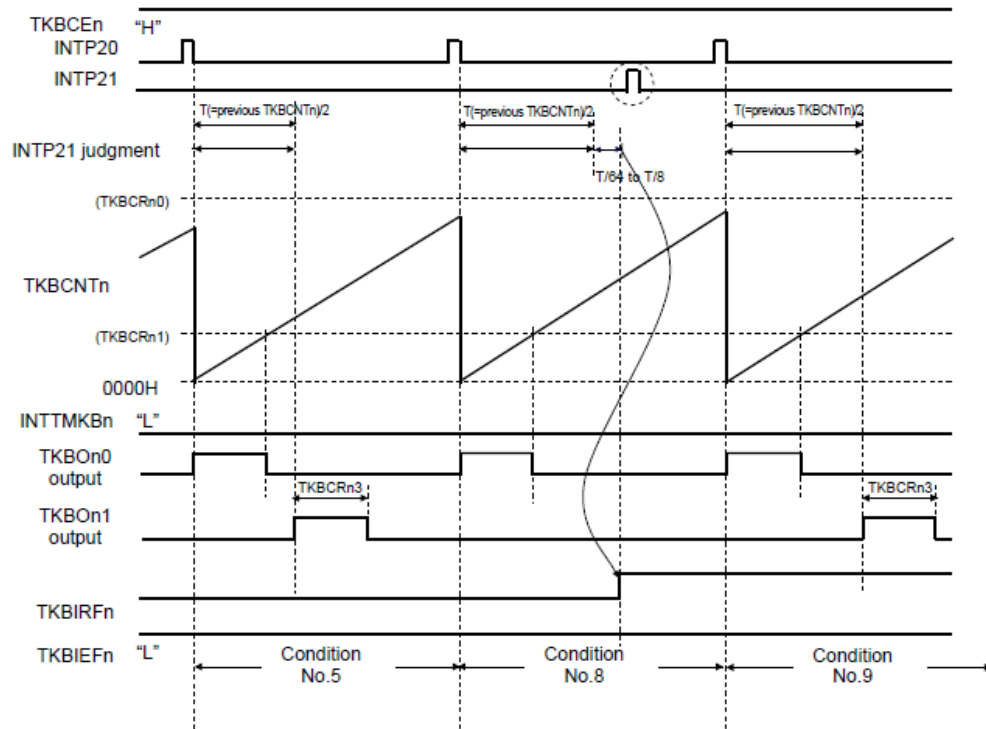 TKBCEn "H"
INTP20
INTP21
T(=previous TKBCNTn)/2 T(=previous TKBCNTn)/2 T(=previous TKBCNTn)/2
INTP21 judgment
T/64 to T/8
(TKBCRn0)
TKBCNTn
(TKBCRn1)
0000H
INTTMKBn "L"
TKBOn0
output
TKBCRn3 TKBCRn3
TKBOn1
output
TKBIRFn
TKBIEFn "L"
Condition
No.5
Condition
No.8
Condition
No.9